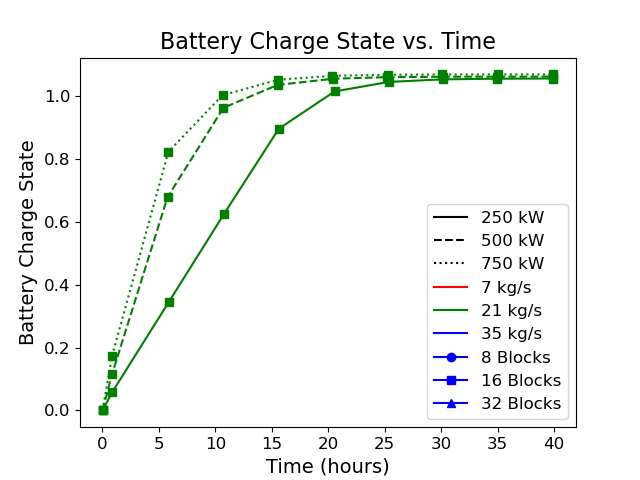 Battery Charge State vs. Time
Battery Charge State
1.0
0.8
0.6
0.4
0.2
0.0
250 kW
500 kW
750 kW
7 kg/s
21 kg/s
35 kg/s
8 Blocks
16 Blocks
32 Blocks
0 5 10 15 20 25 30 35 40
Time (hours)